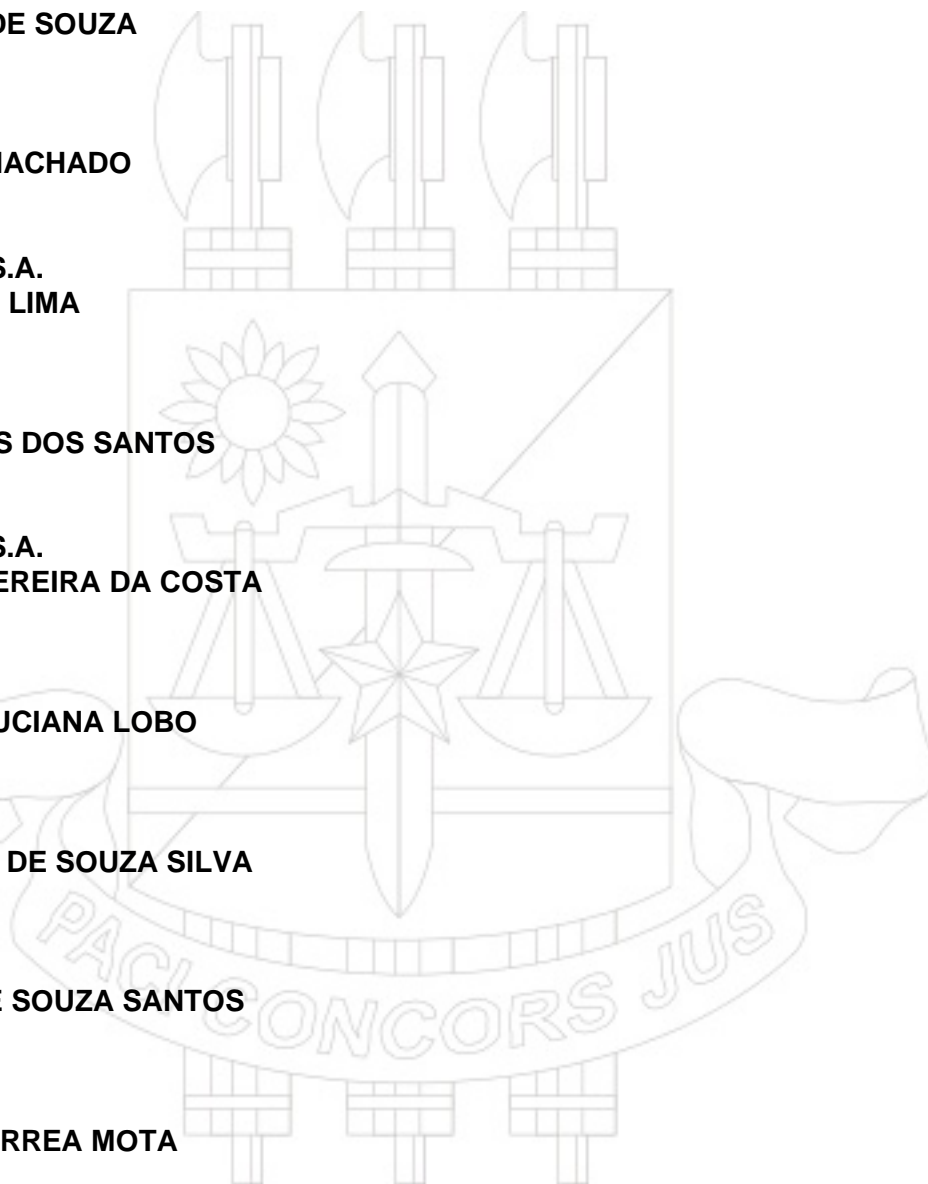 DE SOUZA
MACHADO
S.A.
LIMA
S DOS SANTOS
S.A.
EREIRA DA COSTA
UCIANA LOBO
DE SOUZA SILVA
E SOUZA SANTOS
RREA MOTA
PACI CONCORS JUS